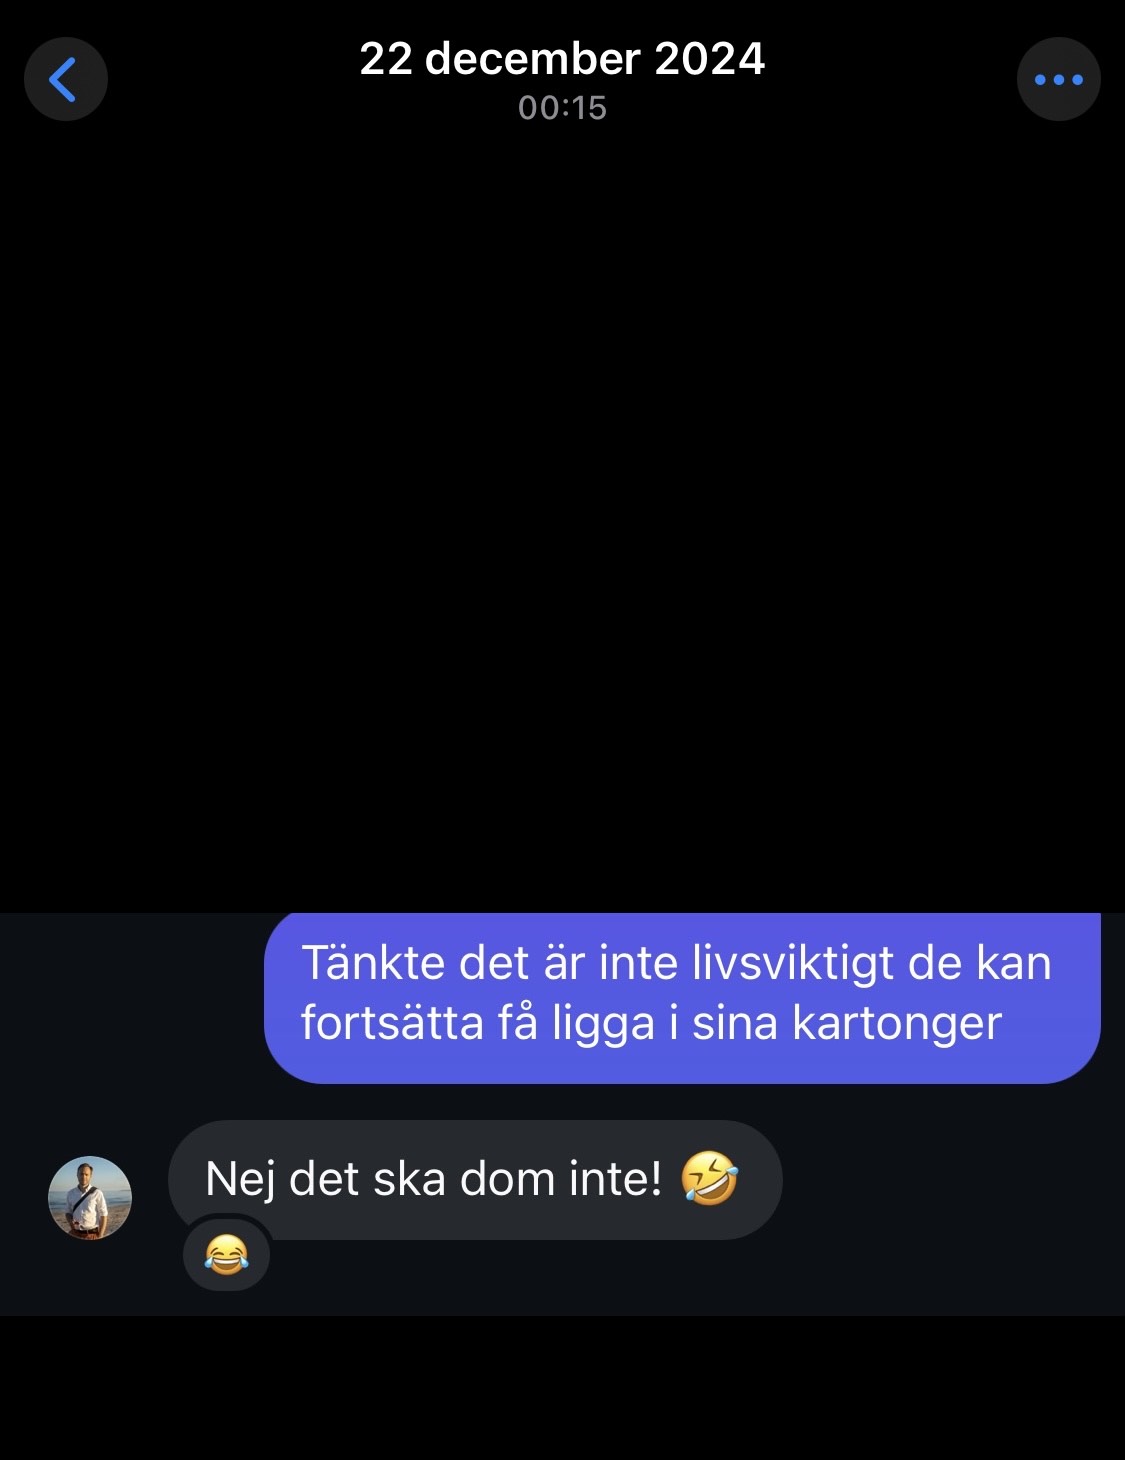 22 december 2024
00:15
Tänkte det är inte livsviktigt de kan
fortsätta få ligga i sina kartonger
Nej det ska dom inte! 🤣
😂